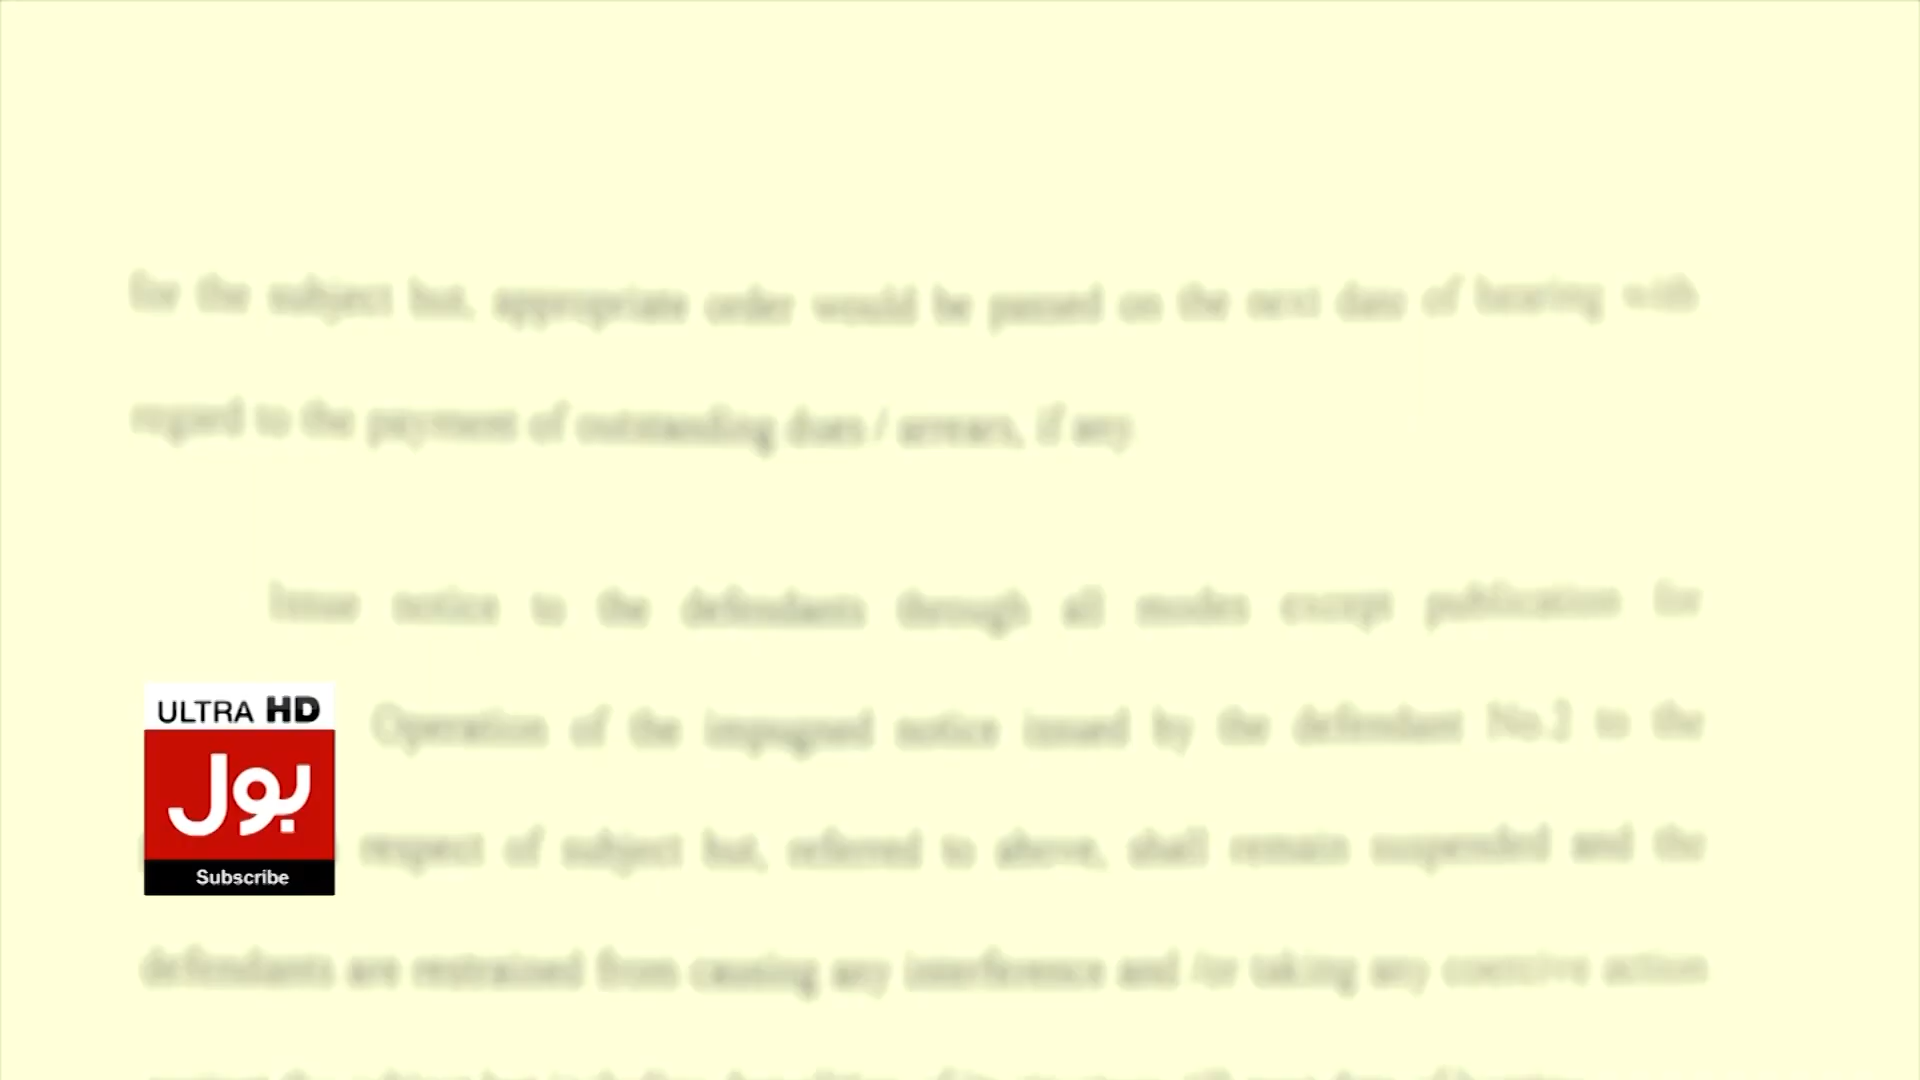 for the subject hut, appropriate order would be passed on the next date of hearing with
regard to the payment of outstanding dues / arrears, if any
Issue notice to the defendants through all modes except publication for
Operation of the impugned notice issued by the defendant No.2 to the
respect of subject hut, referred to above, shall remain suspended and the
defendants are restrained from causing any interference and /or taking any coercive action
ULTRA HD
بول
Subscribe